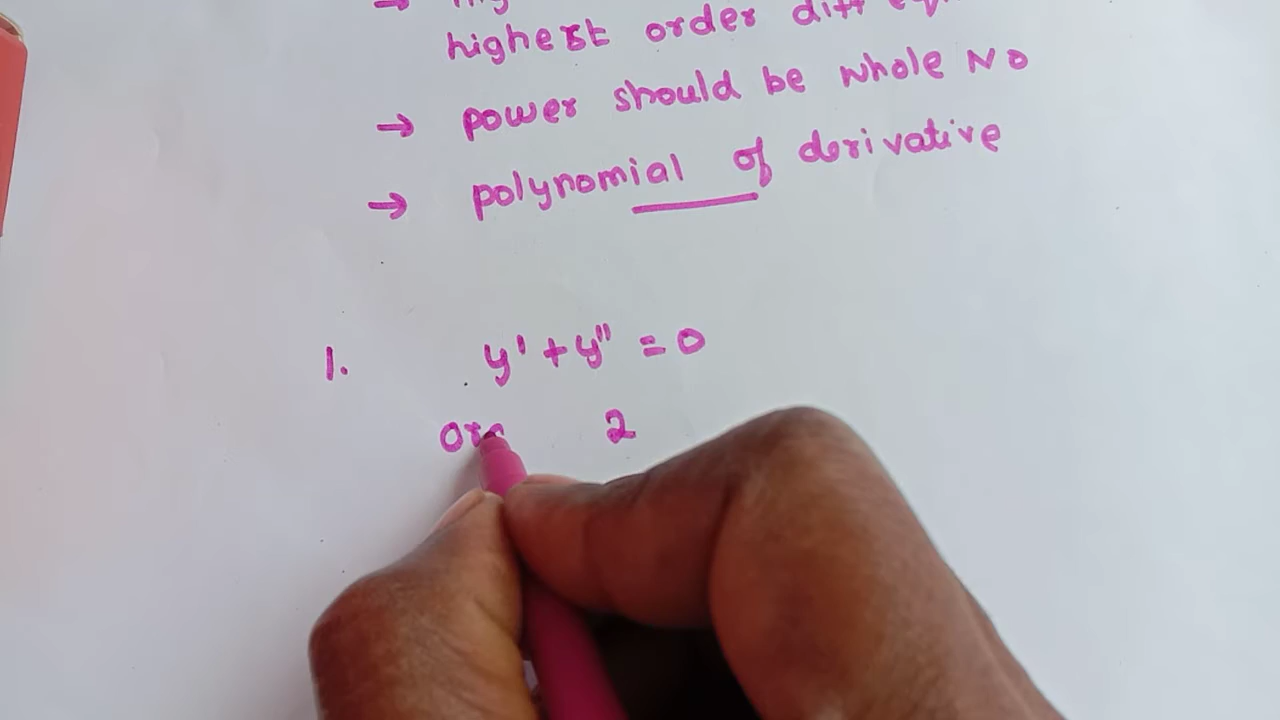 →
highest order diff
→ power should be whole NO
→ polynomial of derivative
1. y' + y" = 0
2